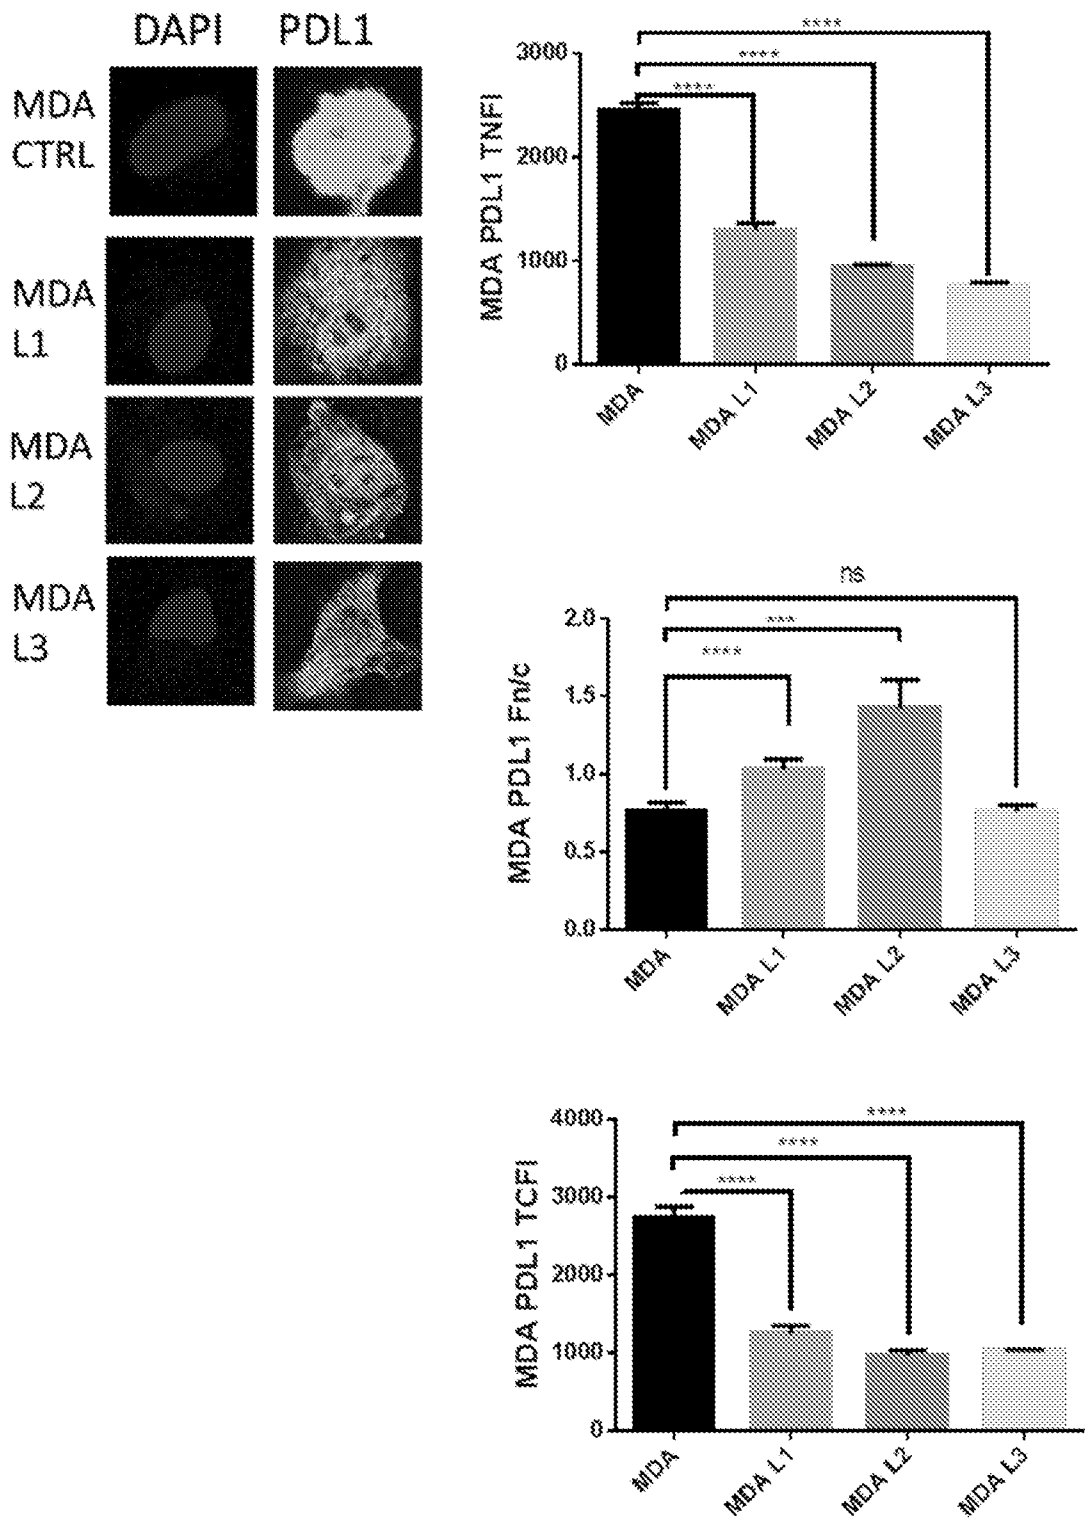 DAPI PDL1
MDA
CTRL
MDA
L1
MDA
L2
MDA
L3
MDA PDL1 TNFI
3000
2000
1000
0
****
****
****
MDA
MDA L1
MDA L2
MDA L3
MDA PDL1 Fn/c
2.0
1.5
1.0
0.5
0.0
ns
***
****
MDA
MDA L1
MDA L2
MDA L3
MDA PDL1 TCFI
4000
3000
2000
1000
0
****
****
****
MDA
MDA L1
MDA L2
MDA L3